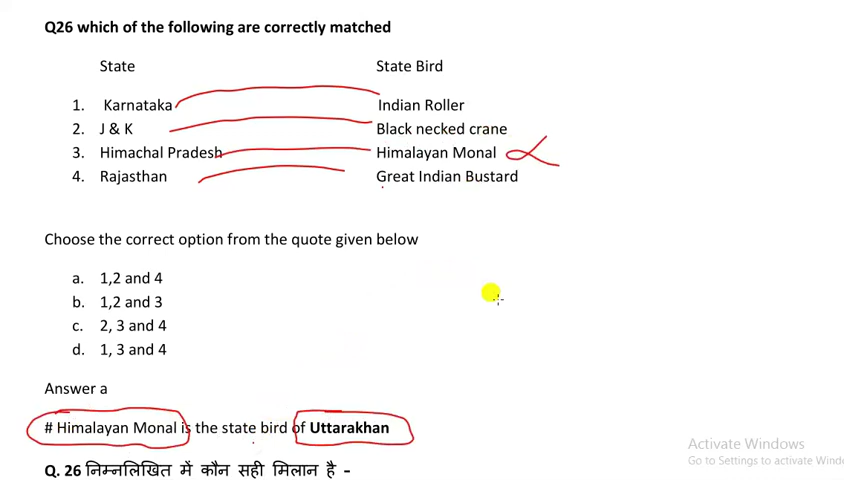 Q26 which of the following are correctly matched
State State Bird
1. Karnataka Indian Roller
2. J & K Black necked crane
3. Himachal Pradesh Himalayan Monal
4. Rajasthan Great Indian Bustard
Choose the correct option from the quote given below
a. 1,2 and 4
b. 1,2 and 3
c. 2, 3 and 4
d. 1, 3 and 4
Answer a
# Himalayan Monal is the state bird of Uttarakhan
Activate Windows
Go to Settings to activate Winde
Q. 26 निम्नलिखित में कौन सही मिलान है -